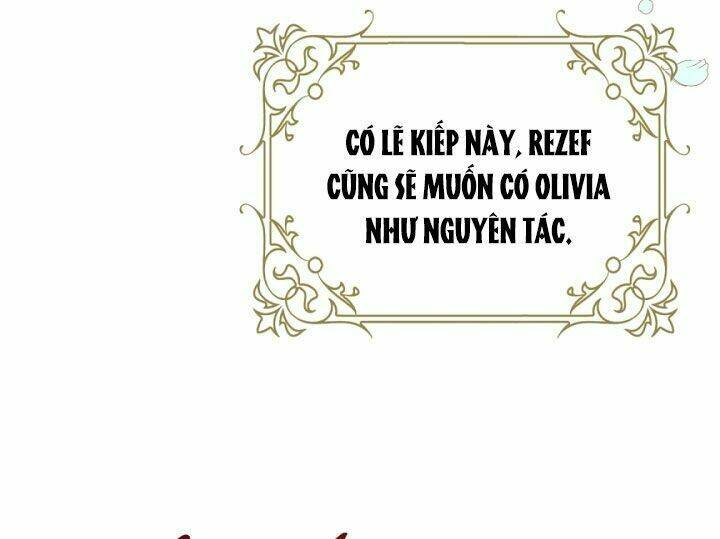 CÓ LẼ KIẾP NÀY, REZEF
CŨNG SẼ MUỐN CÓ OLIVIA
NHƯ NGUYÊN TÁC.